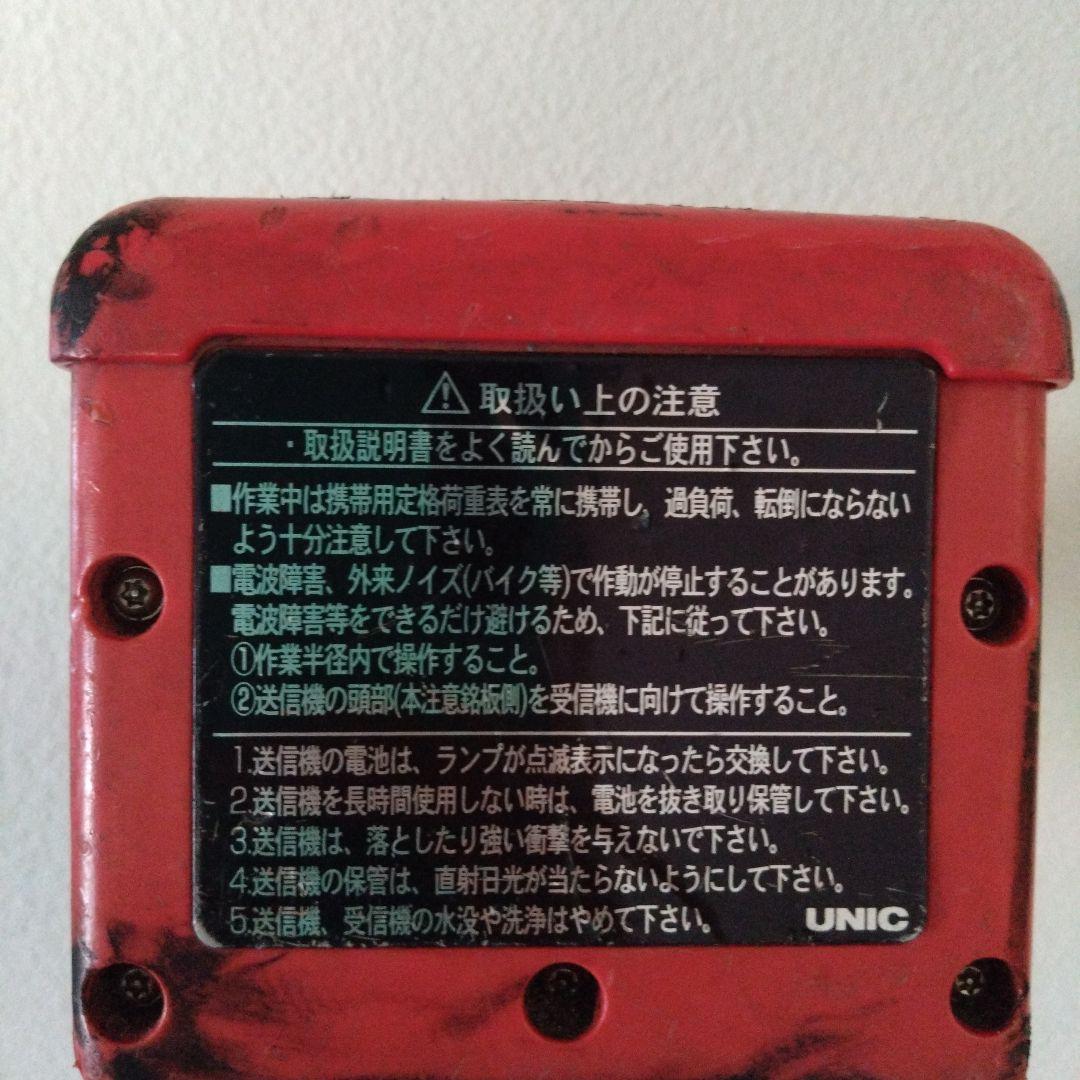 ⚠取扱い上の注意
・取扱説明書をよく読んでからご使用下さい。
■作業中は携帯用定格荷重表を常に携帯し、過負荷、転倒にならない
よう十分注意して下さい。
■電波障害、外来ノイズ(バイク等)で作動が停止することがあります。
電波障害等をできるだけ避けるため、下記に従って下さい。
①作業半径内で操作すること。
②送信機の頭部(本注意銘板側)を受信機に向けて操作すること。
1.送信機の電池は、ランプが点滅表示になったら交換して下さい。
2.送信機を長時間使用しない時は、電池を抜き取り保管して下さい。
3.送信機は、落としたり強い衝撃を与えないで下さい。
4.送信機の保管は、直射日光が当たらないようにして下さい。
5.送信機、受信機の水没や洗浄はやめて下さい。
UNIC